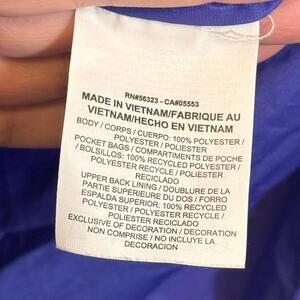 RN#56323 - CA#05553
MADE IN VIETNAM/FABRIQUE AU
VIETNAM/HECHO EN VIETNAM
BODY / CORPS / CUERPO: 100% POLYESTER /
POLYESTER / POLIESTER
POCKET BAGS / COMPARTIMENTS DE POCHE
/ BOLSILLOS: 100% RECYCLED POLYESTER /
POLYESTER RECYCLE / POLIESTER
RECICLADO
UPPER BACK LINING / DOUBLURE DE LA
PARTIE SUPERIEURE DU DOS / FORRO
ESPALDA SUPERIOR: 100% RECYCLED
POLYESTER / POLYESTER RECYCLE /
POLIESTER RECICLADO
EXCLUSIVE OF DECORATION / DECORATION
NON COMPRISE / NO INCLUYE LA
DECORACION